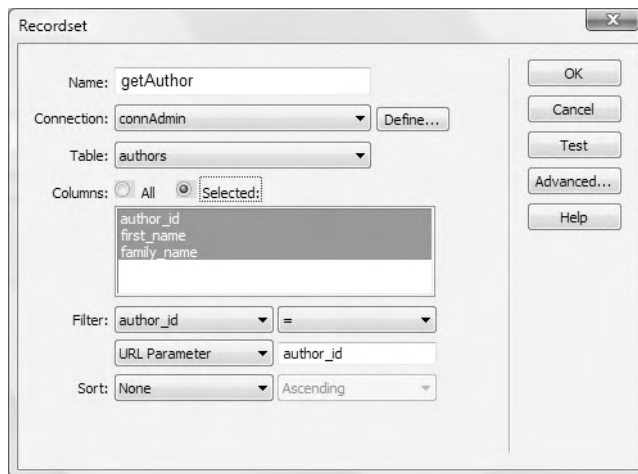 Recordset
Name: getAuthor
Connection: connAdmin Define...
Table: authors
Columns: All Selected:
author_id
first_name
family_name
Filter: author_id =
URL Parameter author_id
Sort: None Ascending
OK
Cancel
Test
Advanced...
Help